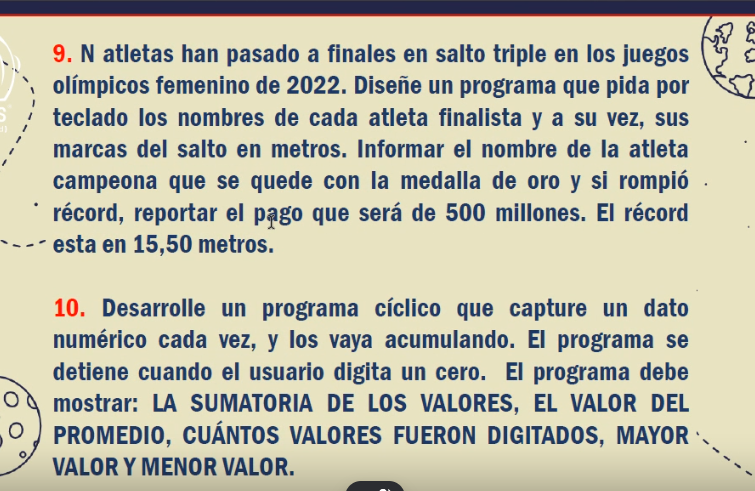 9. N atletas han pasado a finales en salto triple en los juegos
olímpicos femenino de 2022. Diseñe un programa que pida por
teclado los nombres de cada atleta finalista y a su vez, sus
marcas del salto en metros. Informar el nombre de la atleta
campeona que se quede con la medalla de oro y si rompió
récord, reportar el pago que será de 500 millones. El récord
esta en 15,50 metros.
10. Desarrolle un programa cíclico que capture un dato
numérico cada vez, y los vaya acumulando. El programa se
detiene cuando el usuario digita un cero. El programa debe
mostrar: LA SUMATORIA DE LOS VALORES, EL VALOR DEL
PROMEDIO, CUÁNTOS VALORES FUERON DIGITADOS, MAYOR
VALOR Y MENOR VALOR.